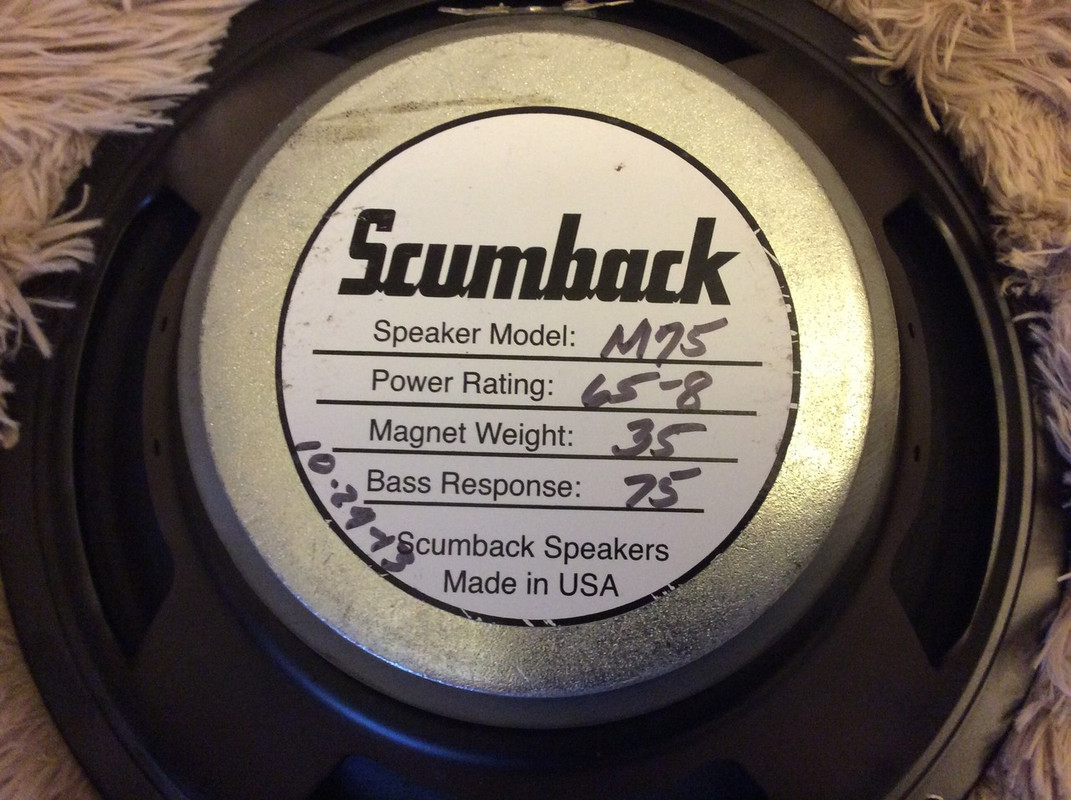 Scumback
Speaker Model: M75
Power Rating: 65-8
Magnet Weight: 35
Bass Response: 75
10-29-13
Scumback Speakers
Made in USA